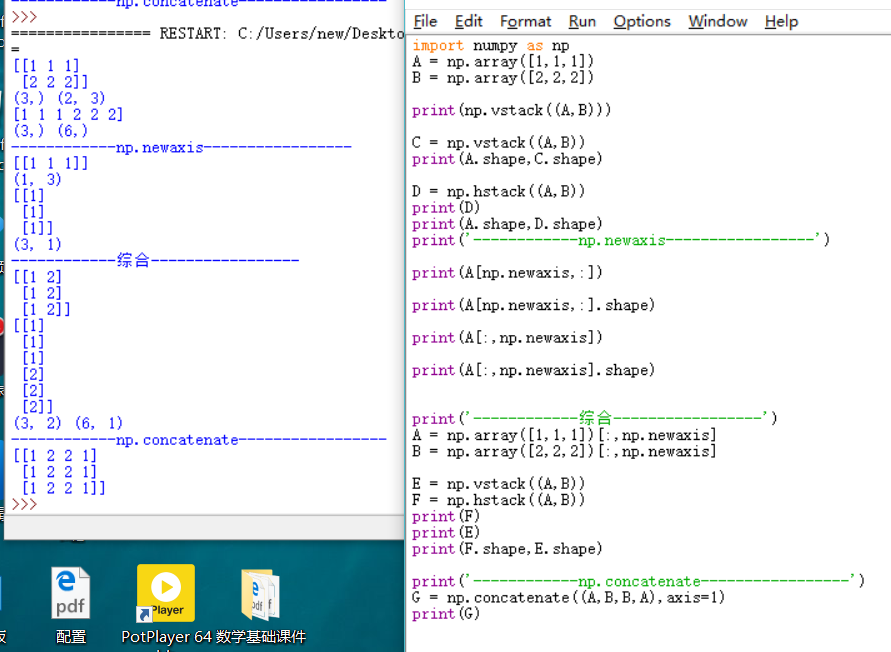 ------------np.concatenate-----------------
>>>
================ RESTART: C:/Users/new/Deskto
=
[[1 1 1]
 [2 2 2]]
(3,) (2, 3)
[1 1 1 2 2 2]
(3,) (6,)
------------np.newaxis-----------------
[[1 1 1]]
(1, 3)
[[1]
 [1]
 [1]]
(3, 1)
------------综合-----------------
[[1 2]
 [1 2]
 [1 2]]
[[1]
 [1]
 [1]
 [2]
 [2]
 [2]]
(3, 2) (6, 1)
------------np.concatenate-----------------
[[1 2 2 1]
 [1 2 2 1]
 [1 2 2 1]]
>>>
File Edit Format Run Options Window Help
import numpy as np
A = np.array([1,1,1])
B = np.array([2,2,2])
print(np.vstack((A,B)))
C = np.vstack((A,B))
print(A.shape,C.shape)
D = np.hstack((A,B))
print(D)
print(A.shape,D.shape)
print('------------np.newaxis-----------------')
print(A[np.newaxis,:])
print(A[np.newaxis,:].shape)
print(A[:,np.newaxis])
print(A[:,np.newaxis].shape)
print('------------综合-----------------')
A = np.array([1,1,1])[:,np.newaxis]
B = np.array([2,2,2])[:,np.newaxis]
E = np.vstack((A,B))
F = np.hstack((A,B))
print(F)
print(E)
print(F.shape,E.shape)
print('------------np.concatenate-----------------')
G = np.concatenate((A,B,B,A),axis=1)
print(G)
pdf
配置
Player
PotPlayer 64
pdf
数学基础课件